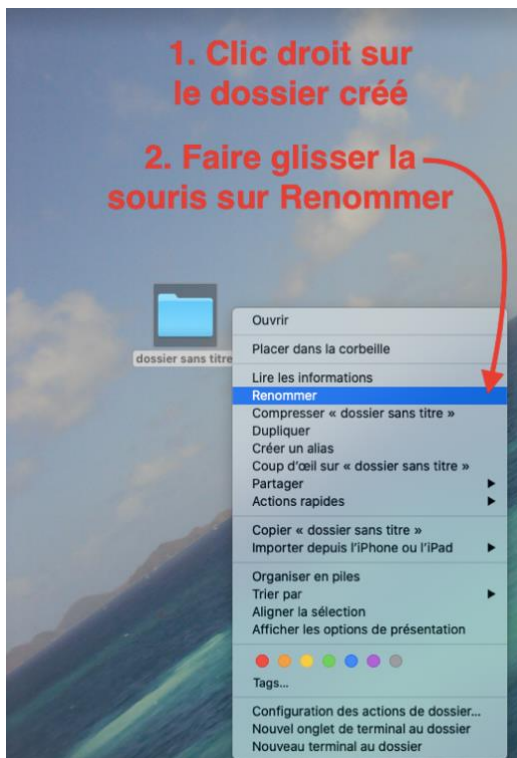 1. Clic droit sur
le dossier créé
2. Faire glisser la
souris sur Renommer
dossier sans titre
Ouvrir
Placer dans la corbeille
Lire les informations
Renommer
Compresser « dossier sans titre »
Dupliquer
Créer un alias
Coup d'œil sur « dossier sans titre »
Partager
Actions rapides
Copier « dossier sans titre »
Importer depuis l'iPhone ou l'iPad
Organiser en piles
Trier par
Aligner la sélection
Afficher les options de présentation
Tags...
Configuration des actions de dossier...
Nouvel onglet de terminal au dossier
Nouveau terminal au dossier